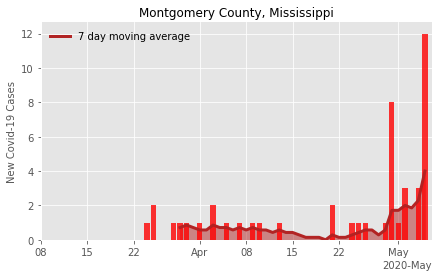 Montgomery County, Mississippi
7 day moving average
New Covid-19 Cases
12
10
8
6
4
2
0
08 15 22 Apr 08 15 22 May
2020-May